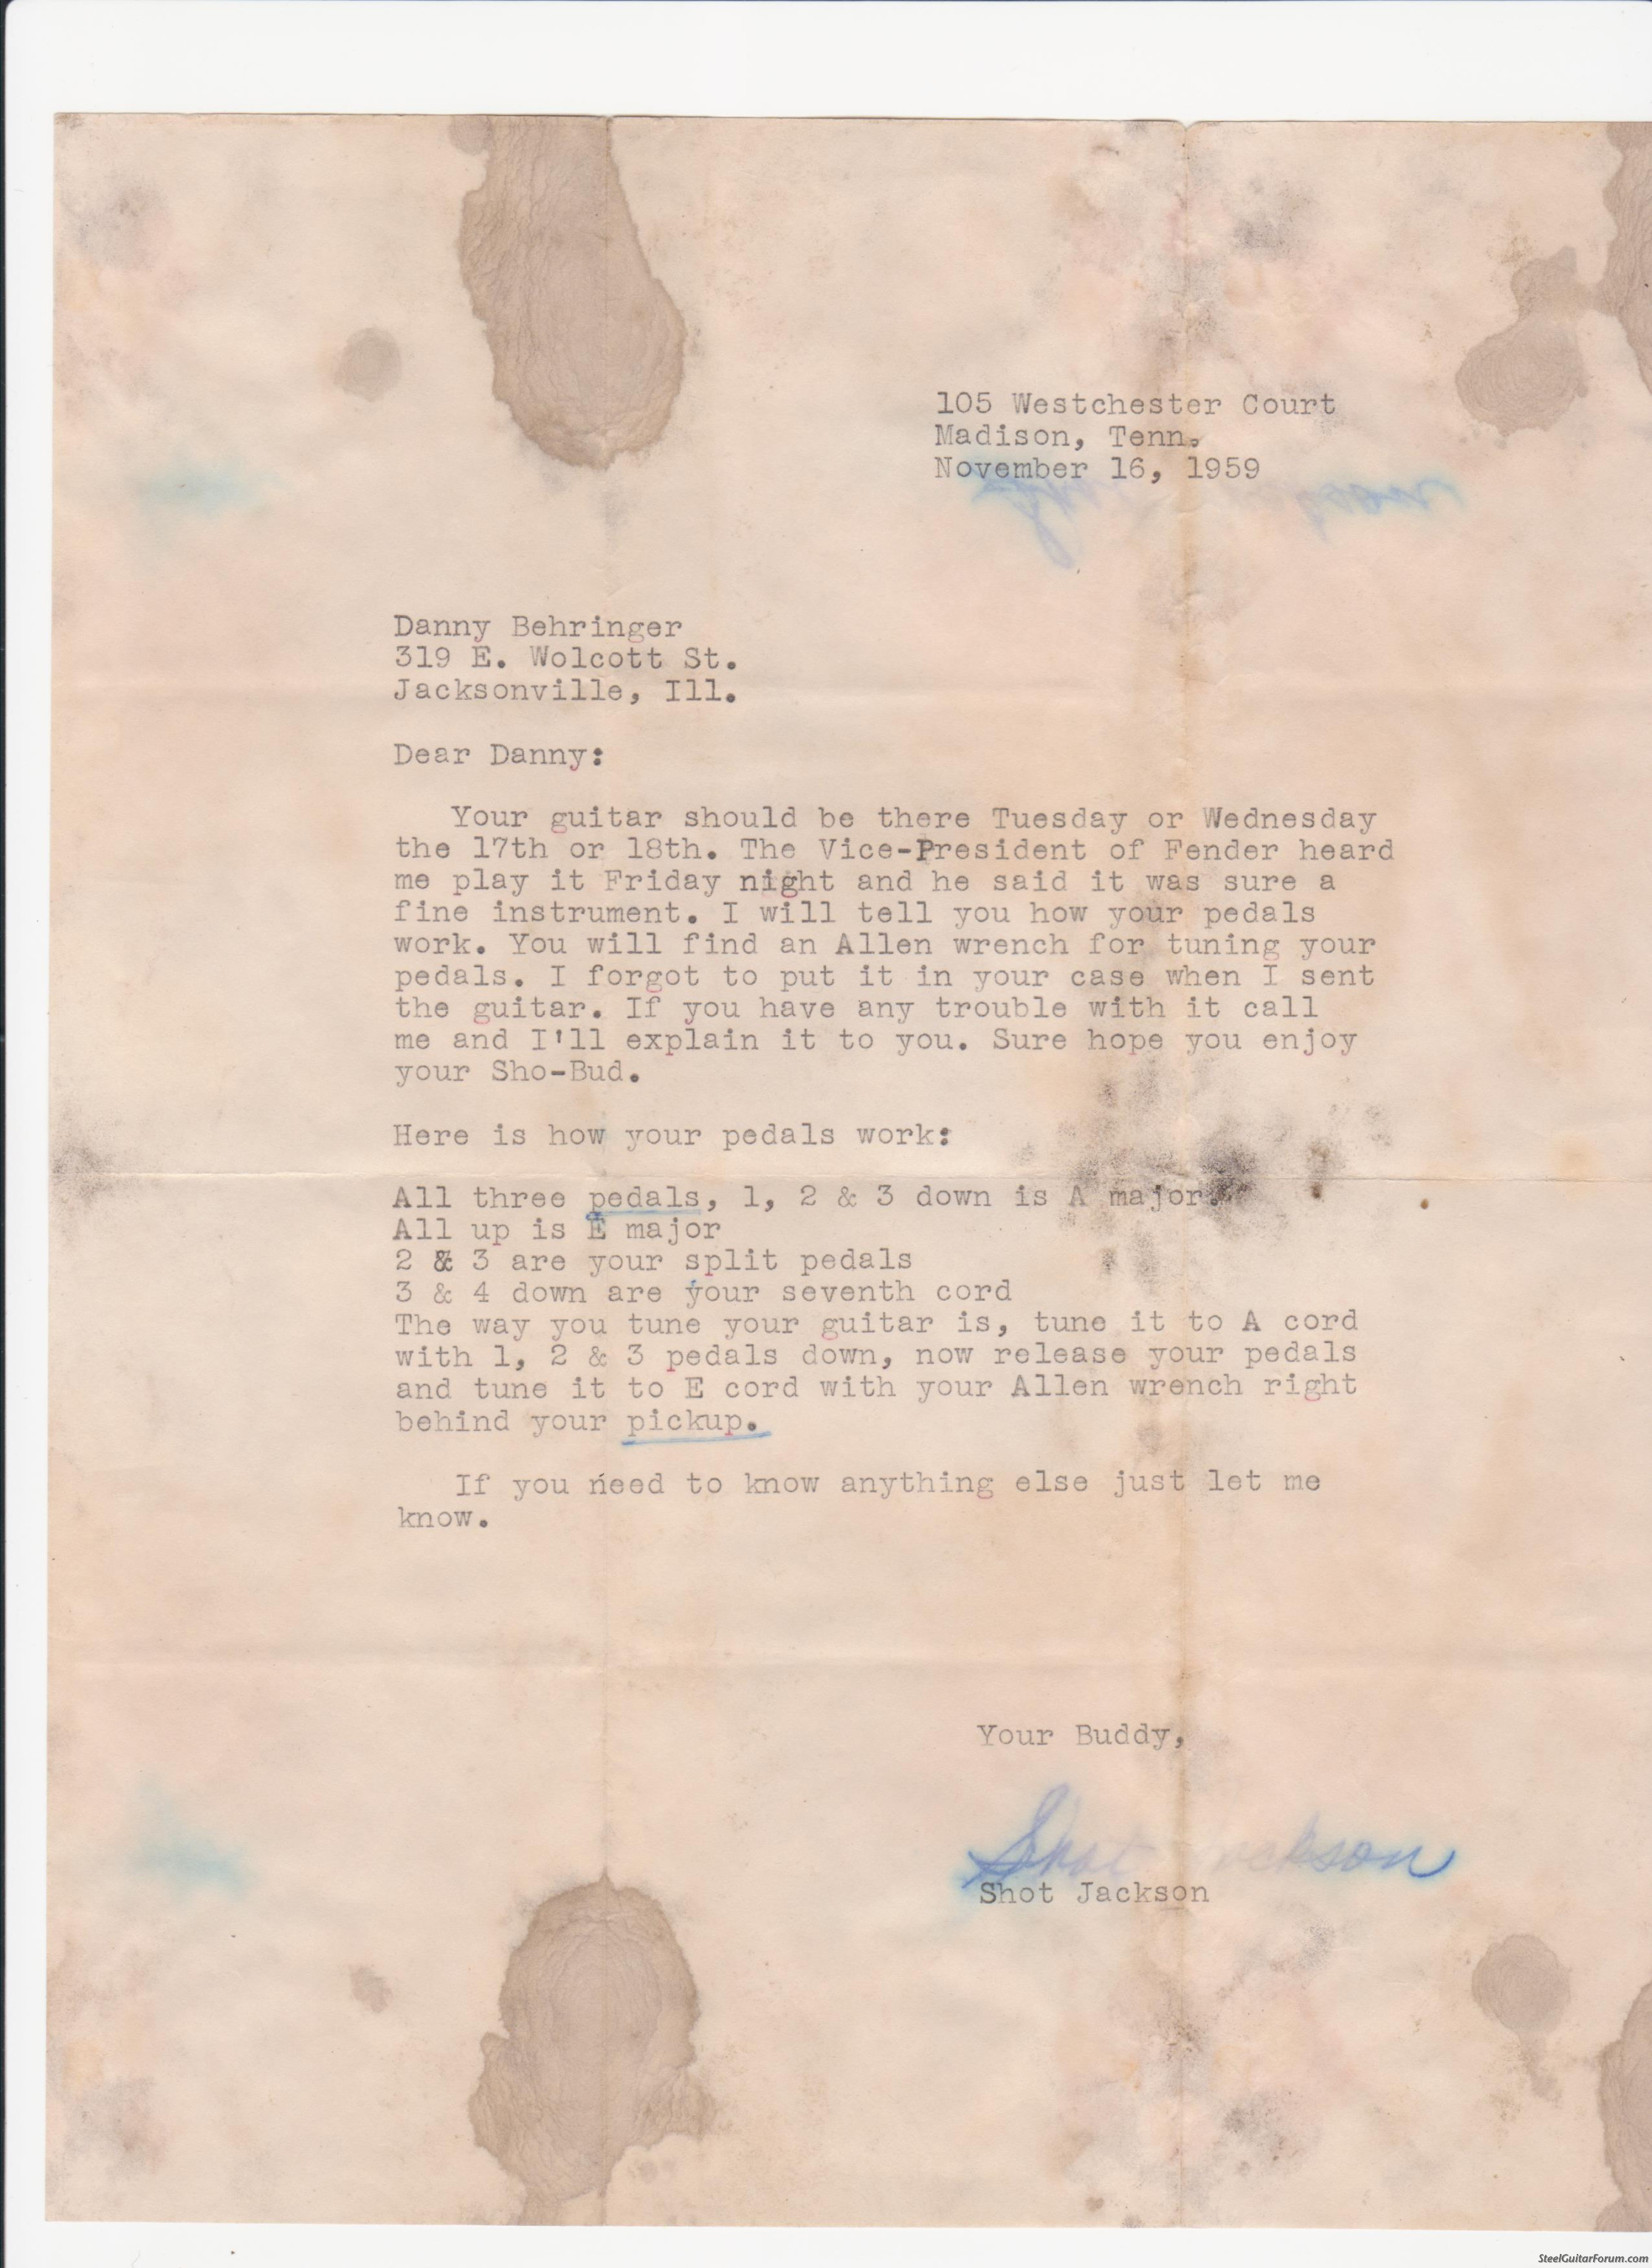 105 Westchester Court
Madison, Tenn.
November 16, 1959
Danny Behringer
319 E. Wolcott St.
Jacksonville, Ill.
Dear Danny:
Your guitar should be there Tuesday or Wednesday
the 17th or 18th. The Vice-President of Fender heard
me play it Friday night and he said it was sure a
fine instrument. I will tell you how your pedals
work. You will find an Allen wrench for tuning your
pedals. I forgot to put it in your case when I sent
the guitar. If you have any trouble with it call
me and I'll explain it to you. Sure hope you enjoy
your Sho-Bud.
Here is how your pedals work:
All three pedals, 1, 2 & 3 down is A major.
All up is E major
2 & 3 are your split pedals
3 & 4 down are your seventh cord
The way you tune your guitar is, tune it to A cord
with 1, 2 & 3 pedals down, now release your pedals
and tune it to E cord with your Allen wrench right
behind your pickup.
If you need to know anything else just let me
know.
Your Buddy,
Shot Jackson
Shot Jackson
SteelGuitarForum.com